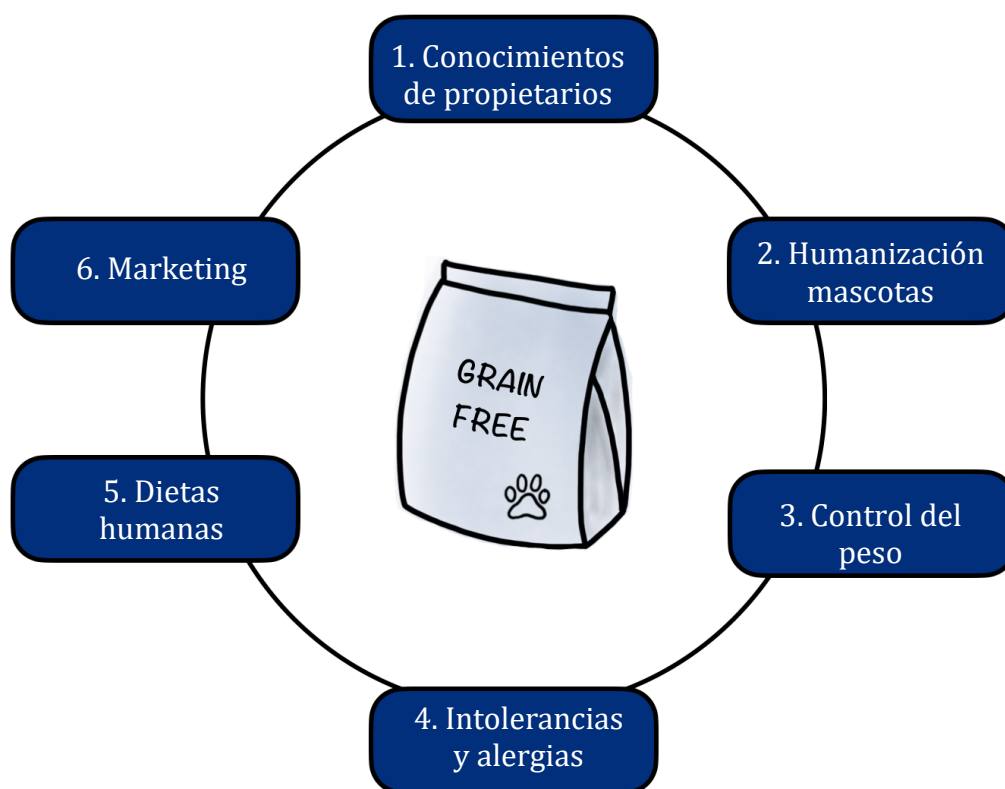 1. Conocimientos
de propietarios
2. Humanización
mascotas
3. Control del
peso
4. Intolerancias
y alergias
5. Dietas
humanas
6. Marketing
GRAIN
FREE